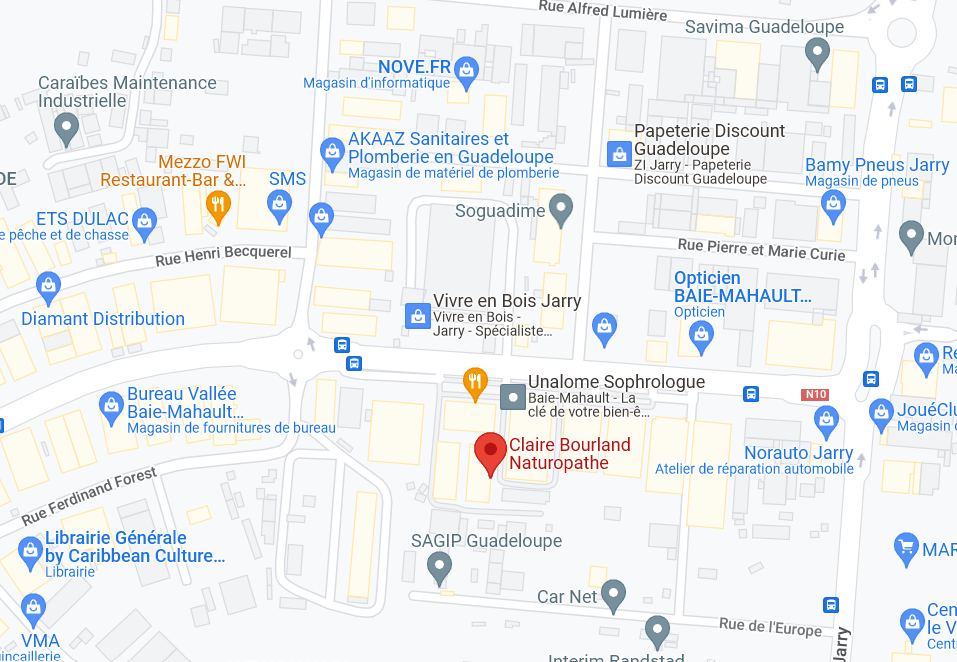 Rue Alfred Lumière
Savima Guadeloupe
NOVE.FR
Magasin d'informatique
Caraïbes Maintenance
Industrielle
AKAAZ Sanitaires et
Plomberie en Guadeloupe
Magasin de matériel de plomberie
Papeterie Discount
Guadeloupe
ZI Jarry - Papeterie
Discount Guadeloupe
Bamy Pneus Jarry
Magasin de pneus
Mezzo FWI
Restaurant-Bar &...
SMS
DE
ETS DULAC
e pêche et de chasse
Soguadime
Rue Henri Becquerel
Rue Pierre et Marie Curie
Mor
Diamant Distribution
Opticien
BAIE-MAHAULT...
Opticien
Vivre en Bois Jarry
Vivre en Bois -
Jarry - Spécialiste...
Unalome Sophrologue
Baie-Mahault - La
clé de votre bien-ê...
N10
Re
Ma
Bureau Vallée
Baie-Mahault...
Magasin de fournitures de bureau
JouéClu
Magasin d
Claire Bourland
Naturopathe
Norauto Jarry
Atelier de réparation automobile
Rue Ferdinand Forest
Librairie Générale
by Caribbean Culture...
Librairie
SAGIP Guadeloupe
MAR
Car Net
Rue de l'Europe
Cen
le V
Cent
VMA
uincaillerie
Interim Randstad
Jarry